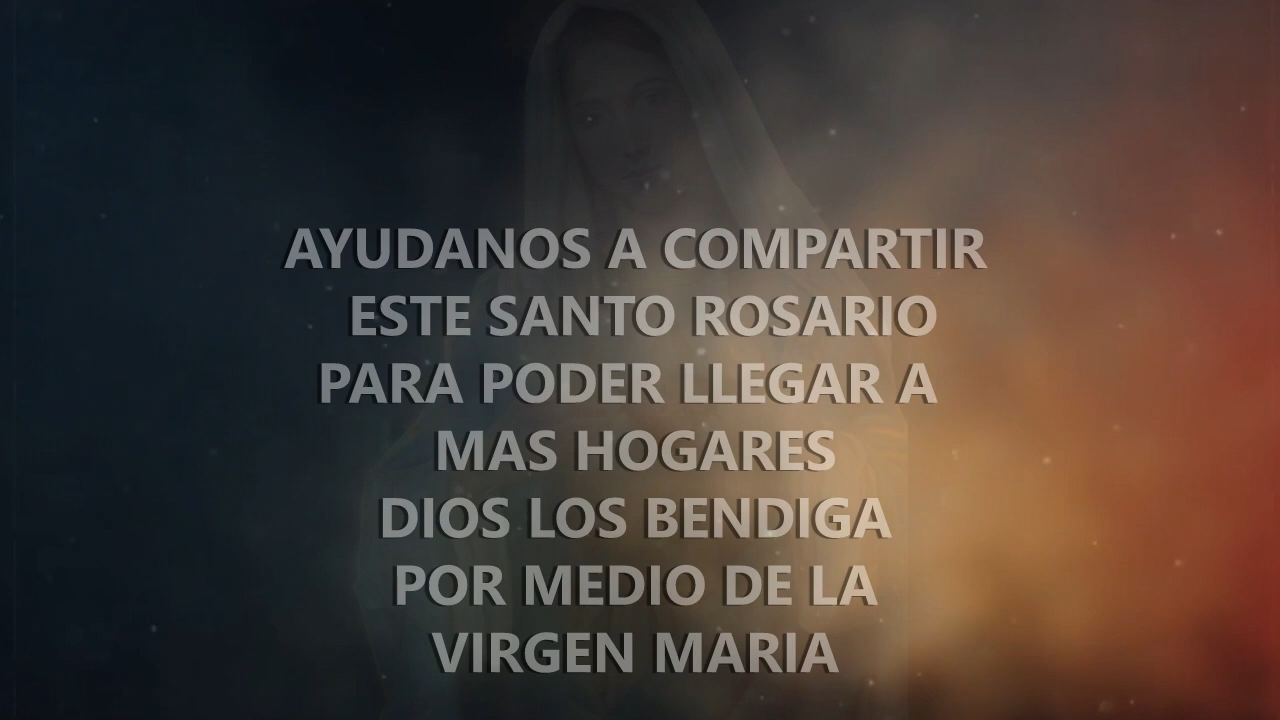 AYUDANOS A COMPARTIR
ESTE SANTO ROSARIO
PARA PODER LLEGAR A
MAS HOGARES
DIOS LOS BENDIGA
POR MEDIO DE LA
VIRGEN MARIA